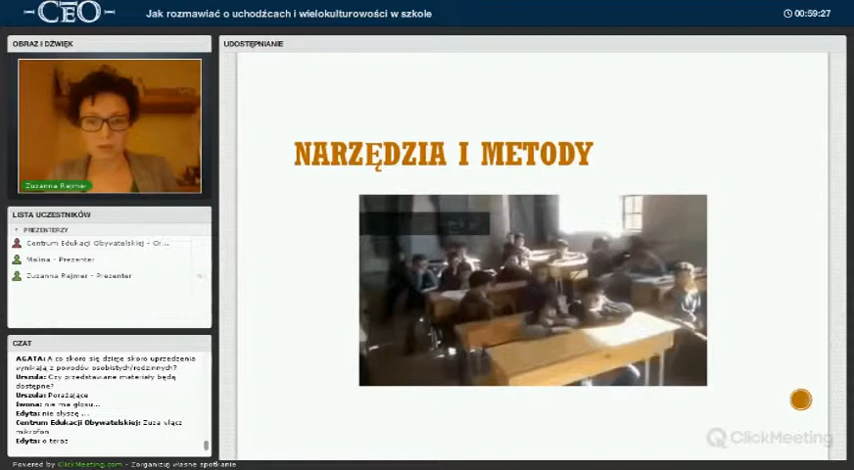 CEO
Jak rozmawiać o uchodźcach i wielokulturowości w szkole
00:59:27
OBRAZ I DŹWIĘK
UDOSTĘPNIANIE
Zuzanna Rejmer
NARZĘDZIA I METODY
LISTA UCZESTNIKÓW
PREZENTERZY
Centrum Edukacji Obywatelskiej - Or...
Malina - Prezenter
Zuzanna Rejmer - Prezenter
CZAT
AGATA: A co skoro się dzieje skoro uprzedzenia
wynikają z powodów osobistych/rodzinnych?
Urszula: Czy przedstawiane materiały będą
dostępne?
Urszula: Porażające
Iwona: nie ma głosu...
Edyta: nie słyszę ...
Centrum Edukacji Obywatelskiej: Zuza włącz
mikrofon
Edyta: o teraz
ClickMeeting
Powered by ClickMeeting.com - Zorganizuj własne spotkanie